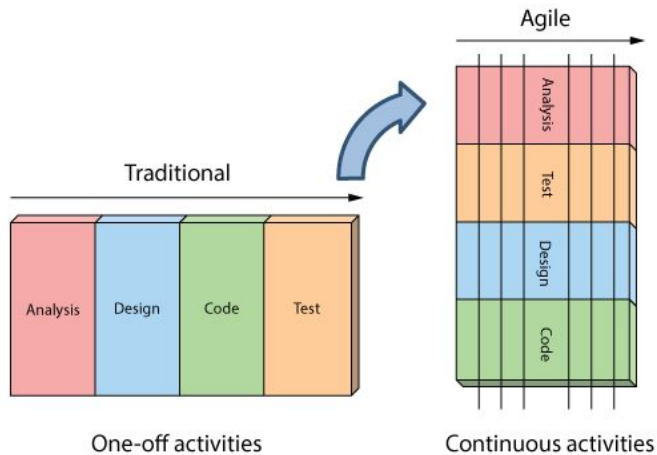 Agile
Traditional
Analysis
Test
Design
Code
Analysis Design Code Test
One-off activities
Continuous activities